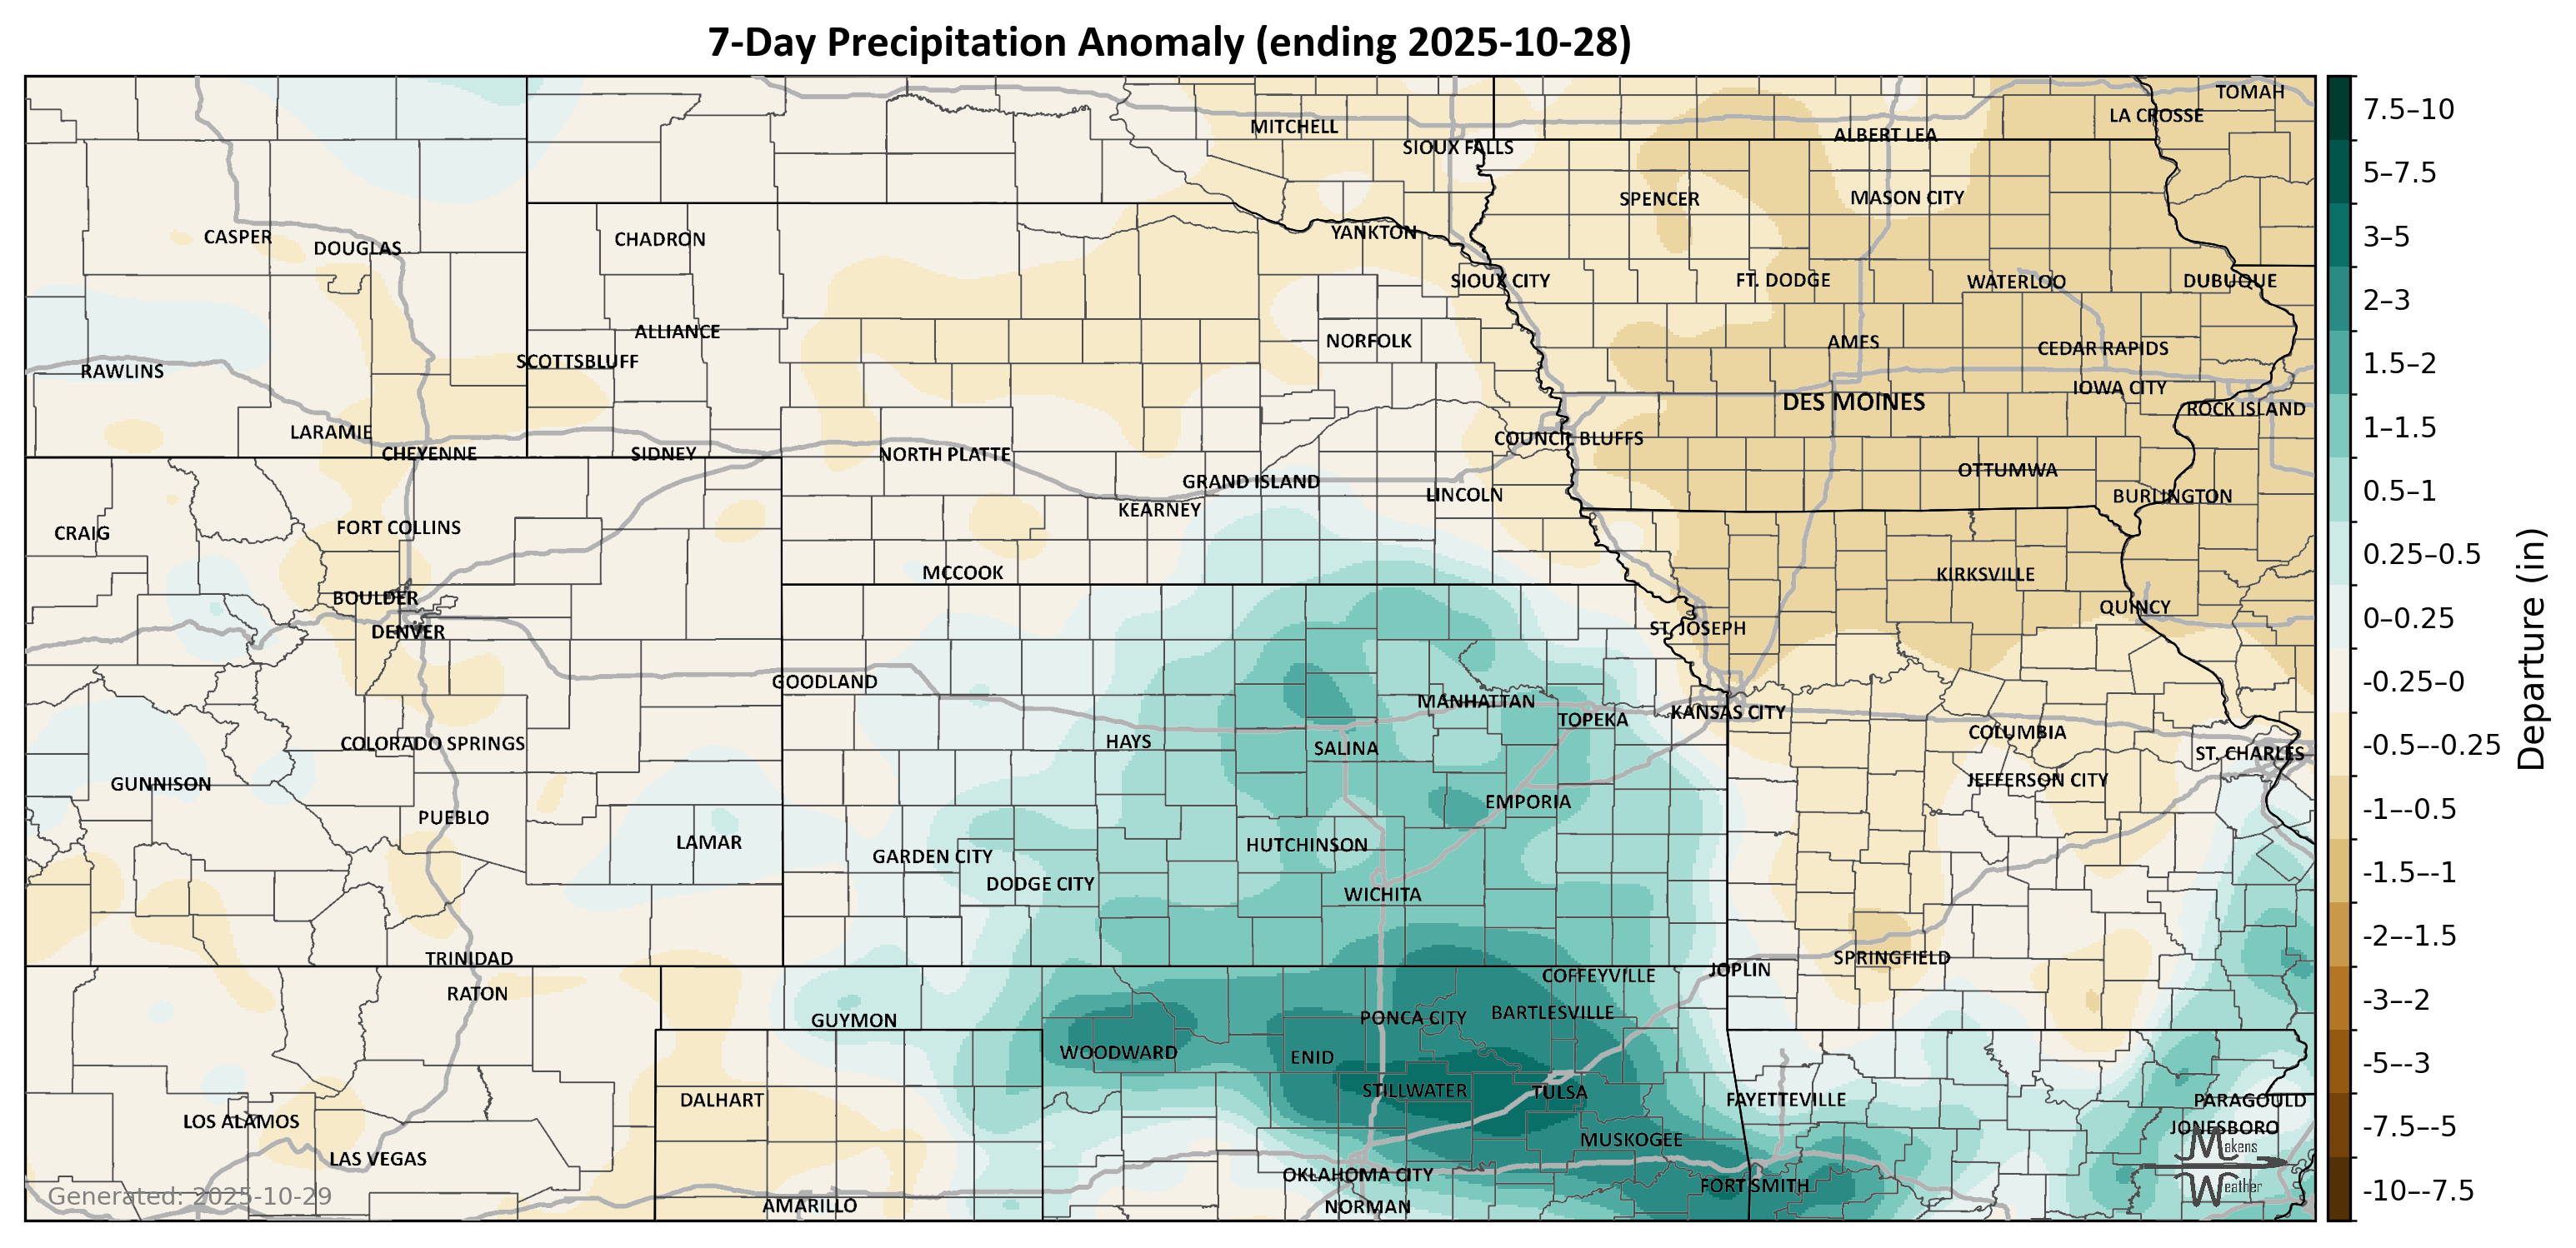 7-Day Precipitation Anomaly (ending 2025-10-28)
TOMAH
LA CROSSE
MITCHELL
ALBERT LEA
SIOUX FALLS
SPENCER
MASON CITY
CASPER
DOUGLAS
CHADRON
YANKTON
SIOUX CITY
FT. DODGE
WATERLOO
DUBUQUE
ALLIANCE
NORFOLK
AMES
CEDAR RAPIDS
SCOTTSBLUFF
RAWLINS
IOWA CITY
DES MOINES
ROCK ISLAND
LARAMIE
COUNCIL BLUFFS
CHEYENNE
SIDNEY
NORTH PLATTE
OTTUMWA
GRAND ISLAND
LINCOLN
BURLINGTON
KEARNEY
CRAIG
FORT COLLINS
MCCOOK
KIRKSVILLE
BOULDER
QUINCY
DENVER
ST. JOSEPH
GOODLAND
MANHATTAN
TOPEKA
KANSAS CITY
COLUMBIA
COLORADO SPRINGS
HAYS
SALINA
ST. CHARLES
GUNNISON
JEFFERSON CITY
EMPORIA
PUEBLO
LAMAR
HUTCHINSON
GARDEN CITY
DODGE CITY
WICHITA
TRINIDAD
SPRINGFIELD
JOPLIN
COFFEYVILLE
RATON
BARTLESVILLE
GUYMON
PONCA CITY
WOODWARD
ENID
STILLWATER
TULSA
DALHART
FAYETTEVILLE
PARAGOULD
LOS ALAMOS
JONESBORO
MUSKOGEE
LAS VEGAS
OKLAHOMA CITY
FORT SMITH
AMARILLO
NORMAN
Generated: 2025-10-29
Makens
Weather
7.5–10
5–7.5
3–5
2–3
1.5–2
1–1.5
0.5–1
0.25–0.5
0–0.25
-0.25–0
-0.5–-0.25
-1–-0.5
-1.5–-1
-2–-1.5
-3–-2
-5–-3
-7.5–-5
-10–-7.5
Departure (in)